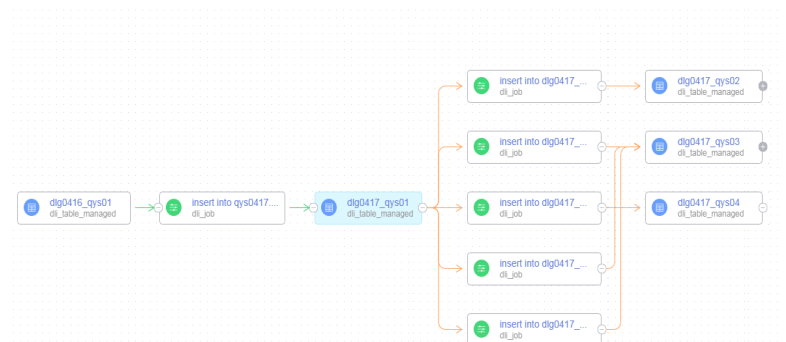 insert into dlg0417_...
dli_job
dlg0417_qys02
dli_table_managed
insert into dlg0417_...
dli_job
dlg0417_qys03
dli_table_managed
dlg0416_qys01
dli_table_managed
insert into qys0417....
dli_job
dlg0417_qys01
dli_table_managed
insert into dlg0417_...
dli_job
dlg0417_qys04
dli_table_managed
insert into dlg0417_...
dli_job
insert into dlg0417_...
dli_job